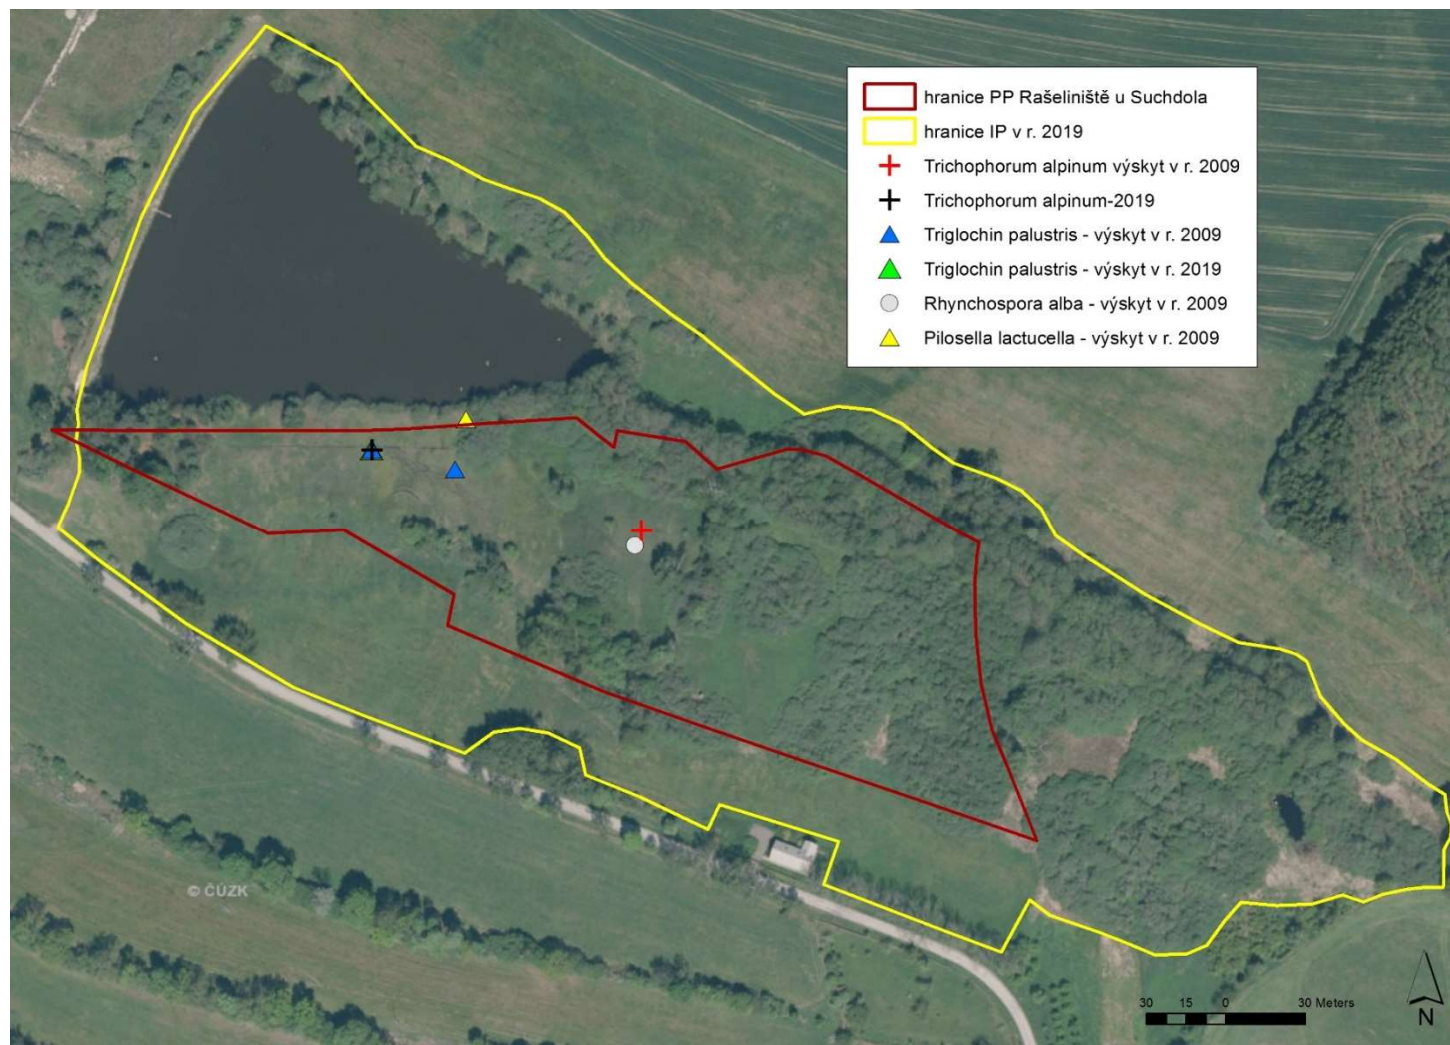 hranice PP Rašeliniště u Suchdola
hranice IP v r. 2019
Trichophorum alpinum výskyt v r. 2009
Trichophorum alpinum-2019
Triglochin palustris - výskyt v r. 2009
Triglochin palustris - výskyt v r. 2019
Rhynchospora alba - výskyt v r. 2009
Pilosella lactucella - výskyt v r. 2009
© ČÚZK
30 15 0 30 Meters
N